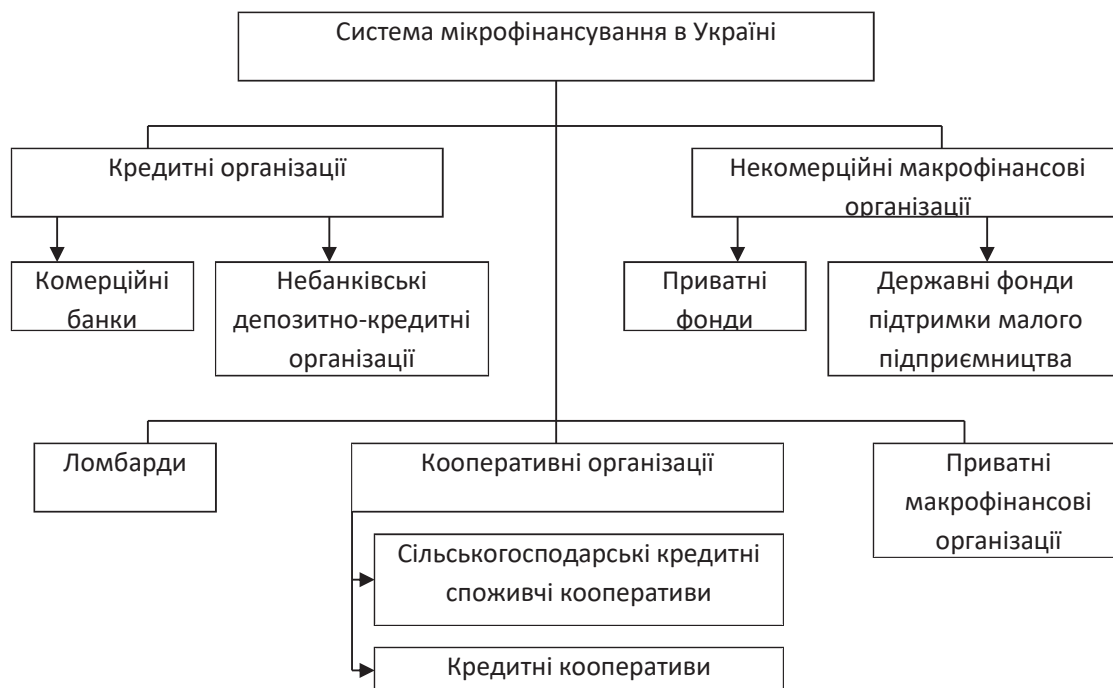 Система мікрофінансування в Україні
Кредитні організації
Некомерційні макрофінансові
організації
Комерційні
банки
Небанківські
депозитно-кредитні
організації
Приватні
фонди
Державні фонди
підтримки малого
підприємництва
Ломбарди
Кооперативні організації
Приватні
макрофінансові
організації
Сільськогосподарські кредитні
споживчі кооперативи
Кредитні кооперативи